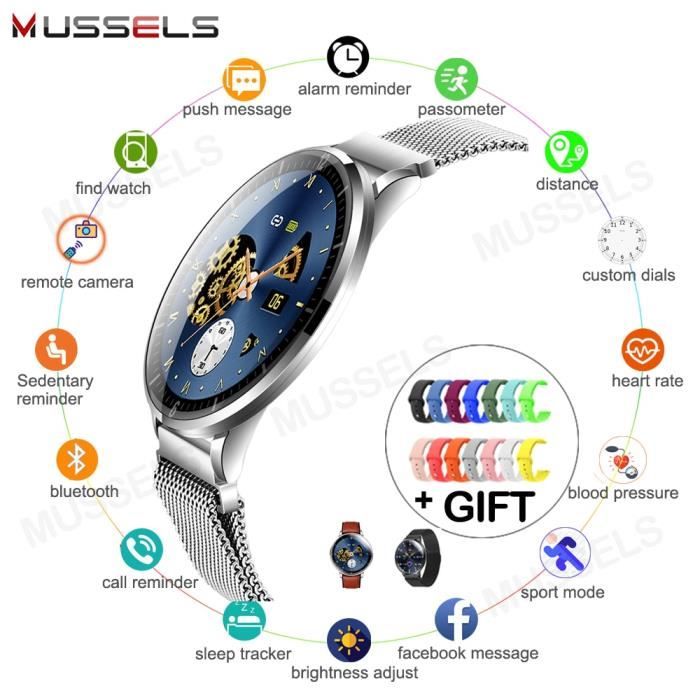 MUSSELS
alarm reminder
push message
passometer
find watch
distance
remote camera
custom dials
Sedentary
reminder
heart rate
bluetooth
+ GIFT
blood pressure
call reminder
sport mode
sleep tracker
facebook message
brightness adjust
MUSSELS
MUSSELS
MUSSELS
MUSSELS
MUSSELS
06